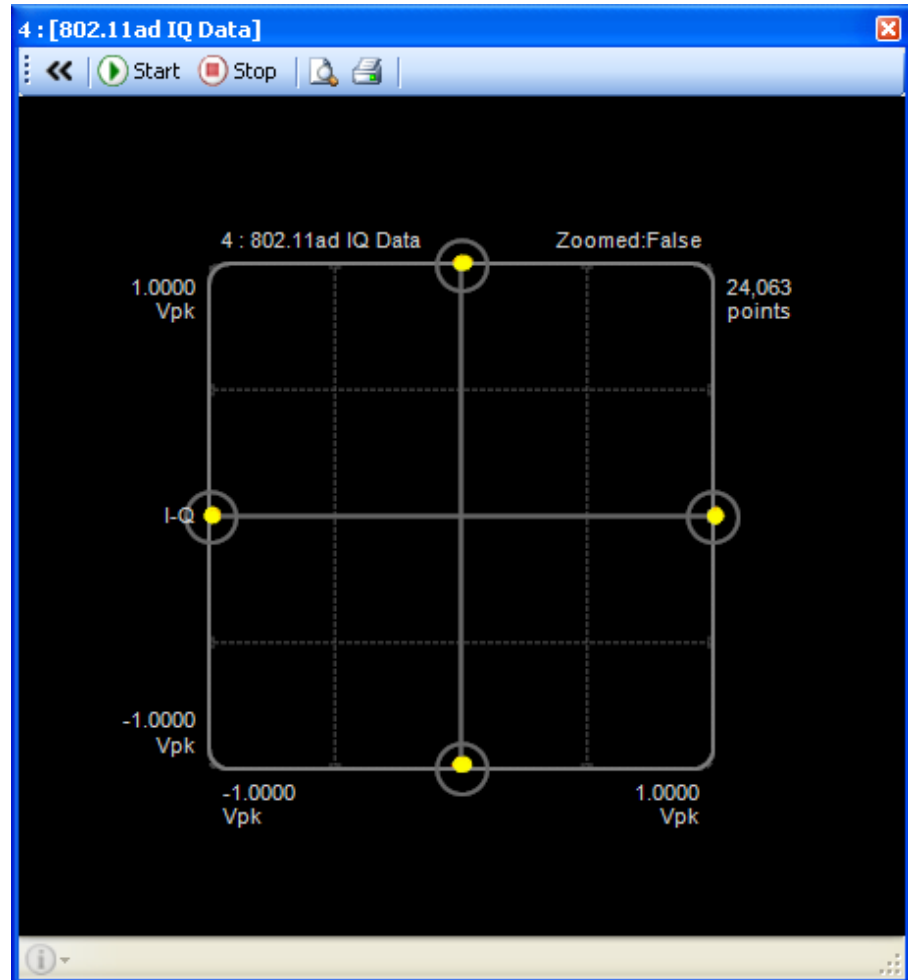 4 : [802.11ad IQ Data]
Start Stop
4 : 802.11ad IQ Data Zoomed:False
1.0000
Vpk
24,063
points
I-Q
-1.0000
Vpk
-1.0000
Vpk
1.0000
Vpk